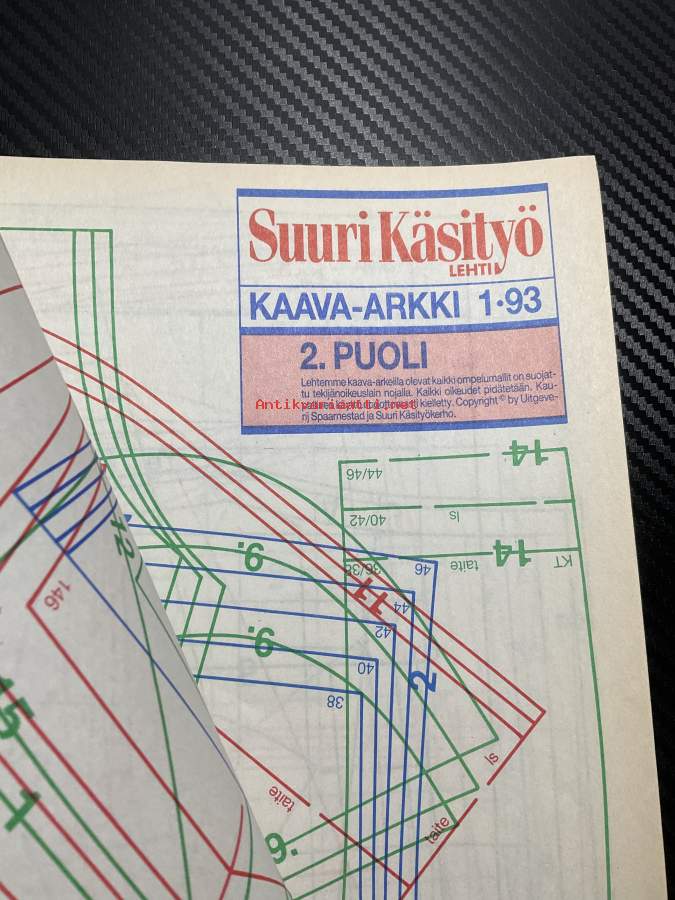 Suuri Käsityö
LEHTI
KAAVA-ARKKI 1·93
2. PUOLI
Lehtemme kaava-arkeilla olevat kaikki ompelumallit on suojat-
tu tekijänoikeuslain nojalla. Kaikki oikeudet pidätetään. Kau-
Antikvariaatti.net
kielletty. Copyright © by Uitgeve-
rij Spaarnestad ja Suuri Käsityökerho.
14
44/46
40/42
ls
14
36/38
taite
KT
12
9.
46
11
44
146
9.
42
40
2
38
15
ls
taite
1
taite
9.